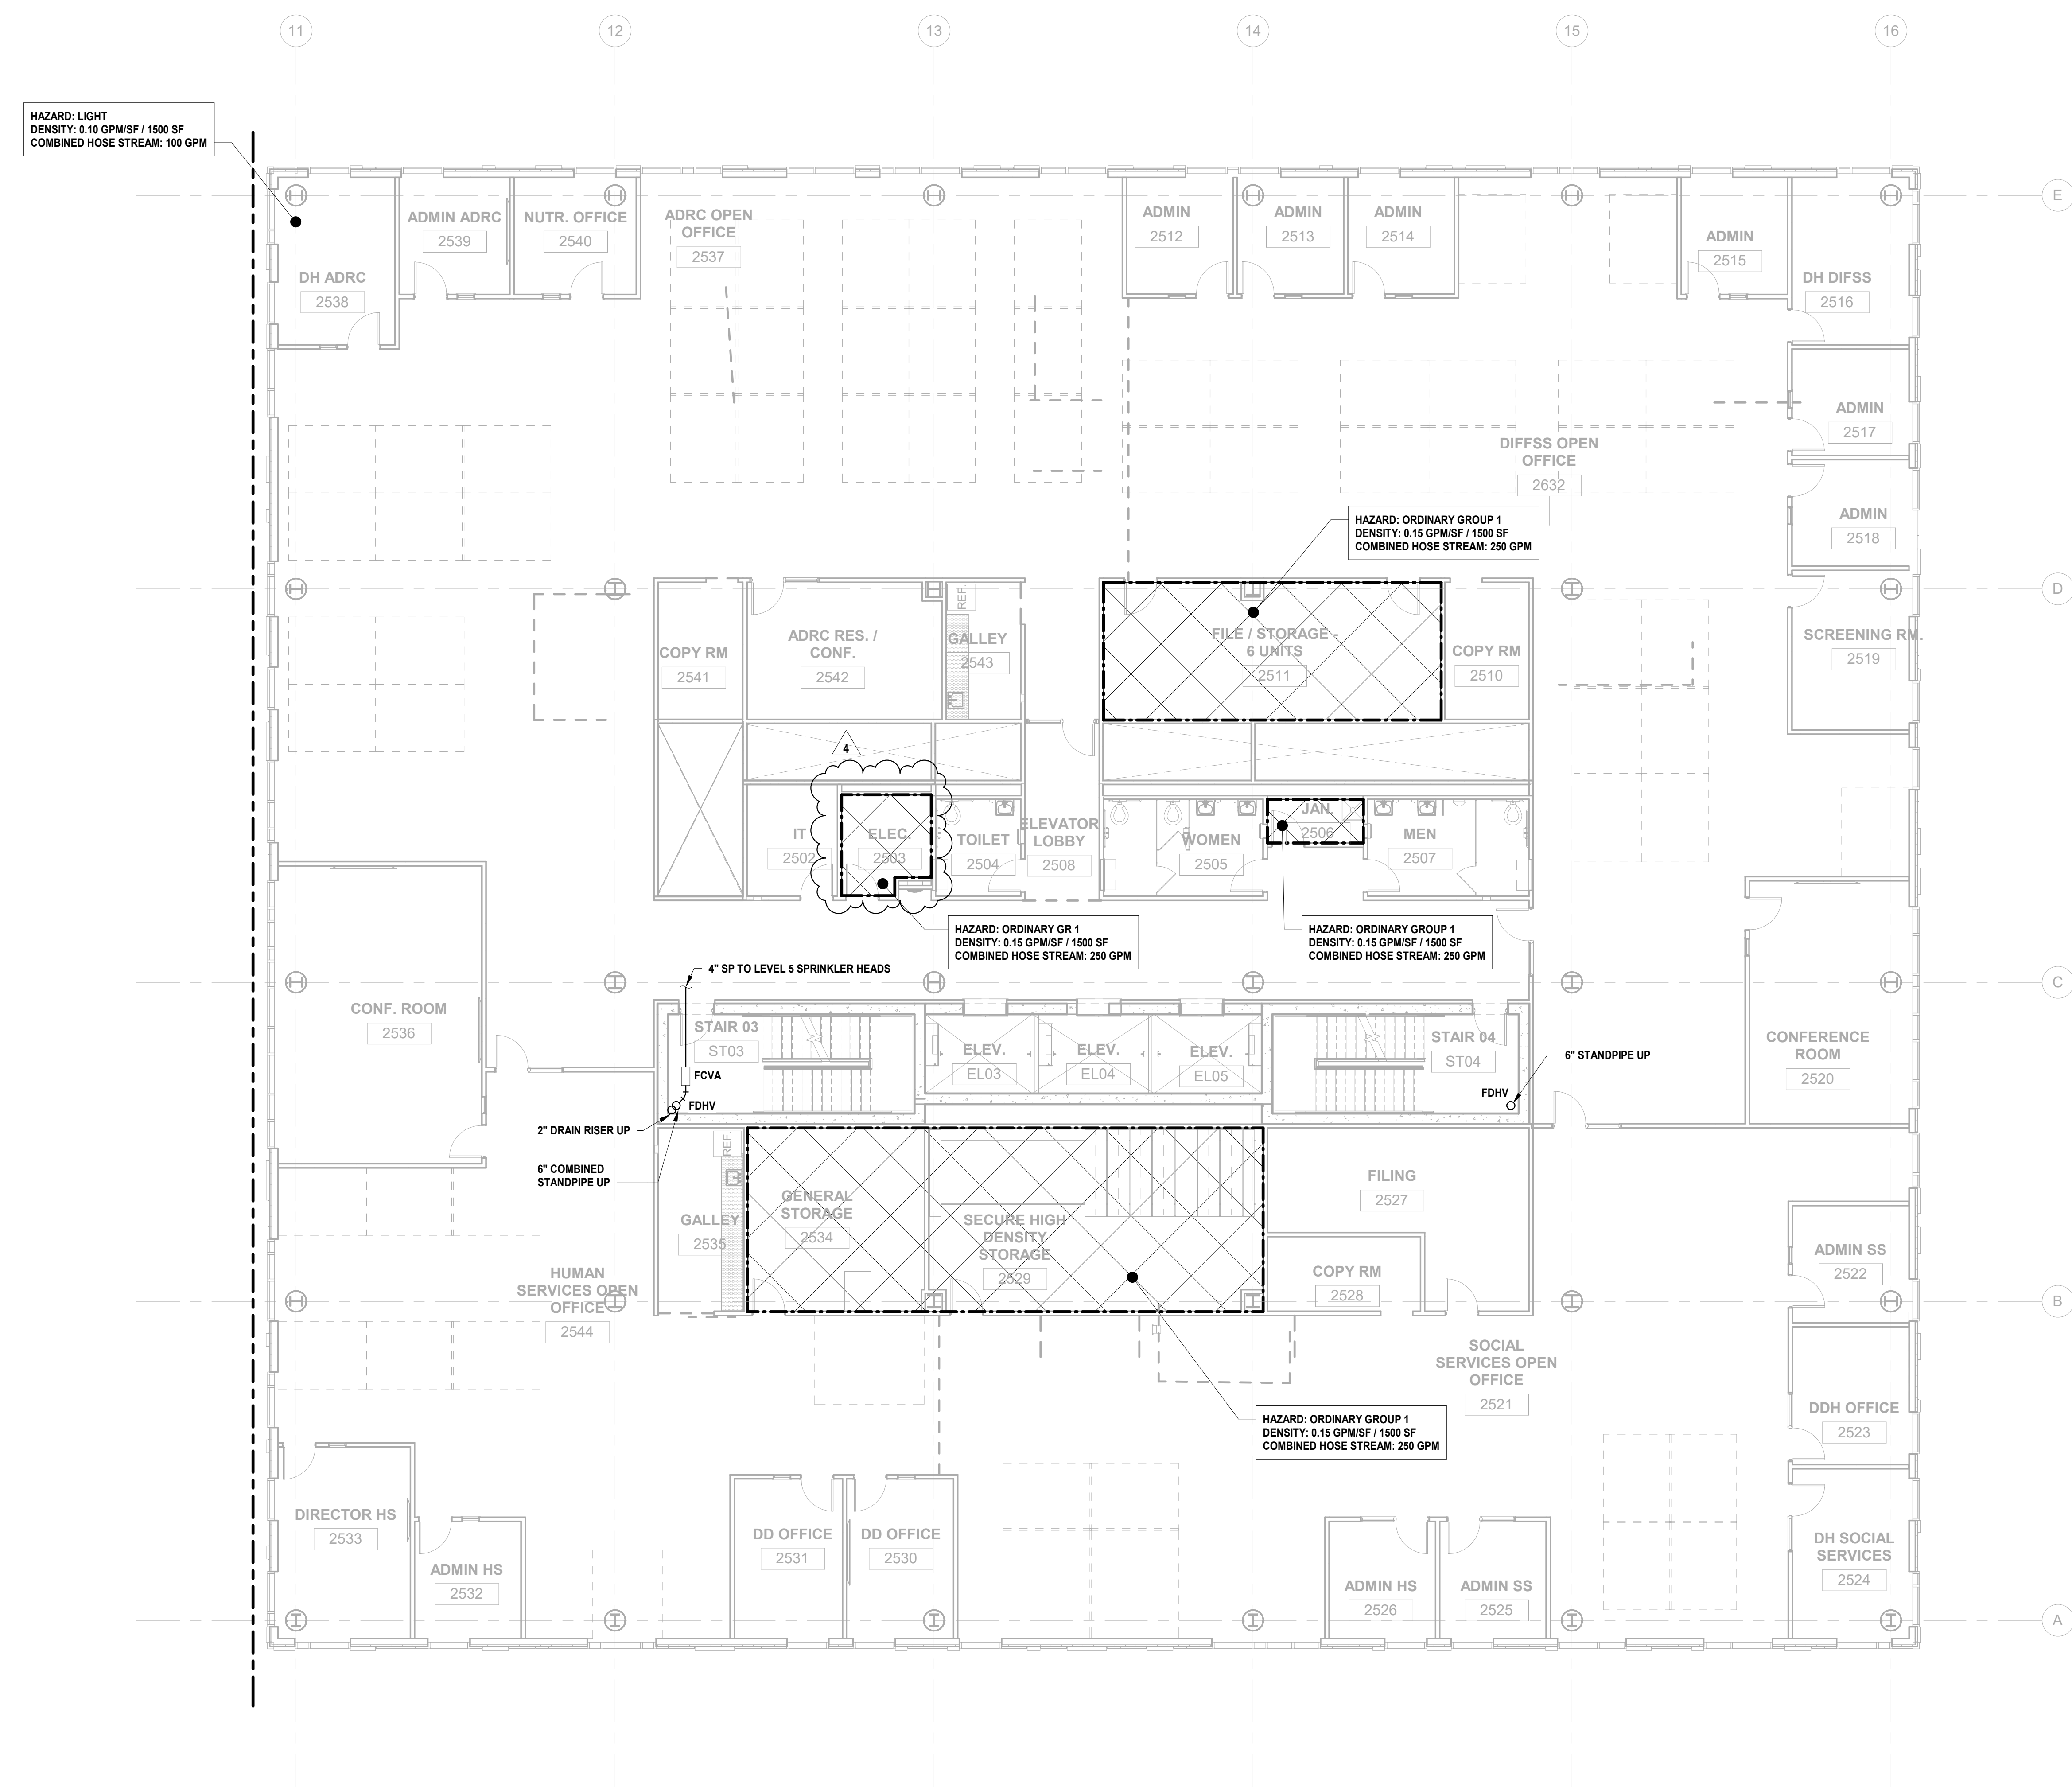 11
12
13
14
15
16
HAZARD: LIGHT
DENSITY: 0.10 GPM/SF / 1500 SF
COMBINED HOSE STREAM: 100 GPM
E
DH ADRC
2538
ADMIN ADRC
2539
NUTR. OFFICE
2540
ADRC OPEN
OFFICE
2537
ADMIN
2512
ADMIN
2513
ADMIN
2514
ADMIN
2515
DH DIFSS
2516
ADMIN
2517
DIFFSS OPEN
OFFICE
2632
ADMIN
2518
HAZARD: ORDINARY GROUP 1
DENSITY: 0.15 GPM/SF / 1500 SF
COMBINED HOSE STREAM: 250 GPM
D
COPY RM
2541
ADRC RES. /
CONF.
2542
REF
GALLEY
2543
FILE / STORAGE -
6 UNITS
2511
COPY RM
2510
SCREENING RM.
2519
4
IT
2502
ELEC.
2503
TOILET
2504
ELEVATOR
LOBBY
2508
WOMEN
2505
JAN.
2506
MEN
2507
HAZARD: ORDINARY GR 1
DENSITY: 0.15 GPM/SF / 1500 SF
COMBINED HOSE STREAM: 250 GPM
HAZARD: ORDINARY GROUP 1
DENSITY: 0.15 GPM/SF / 1500 SF
COMBINED HOSE STREAM: 250 GPM
4" SP TO LEVEL 5 SPRINKLER HEADS
C
CONF. ROOM
2536
STAIR 03
ST03
FCVA
FDHV
ELEV.
EL03
ELEV.
EL04
ELEV.
EL05
STAIR 04
ST04
FDHV
6" STANDPIPE UP
CONFERENCE
ROOM
2520
2" DRAIN RISER UP
6" COMBINED
STANDPIPE UP
REF
GALLEY
2535
GENERAL
STORAGE
2534
SECURE HIGH
DENSITY
STORAGE
2529
FILING
2527
COPY RM
2528
ADMIN SS
2522
B
HUMAN
SERVICES OPEN
OFFICE
2544
SOCIAL
SERVICES OPEN
OFFICE
2521
DDH OFFICE
2523
HAZARD: ORDINARY GROUP 1
DENSITY: 0.15 GPM/SF / 1500 SF
COMBINED HOSE STREAM: 250 GPM
DIRECTOR HS
2533
ADMIN HS
2532
DD OFFICE
2531
DD OFFICE
2530
ADMIN HS
2526
ADMIN SS
2525
DH SOCIAL
SERVICES
2524
A